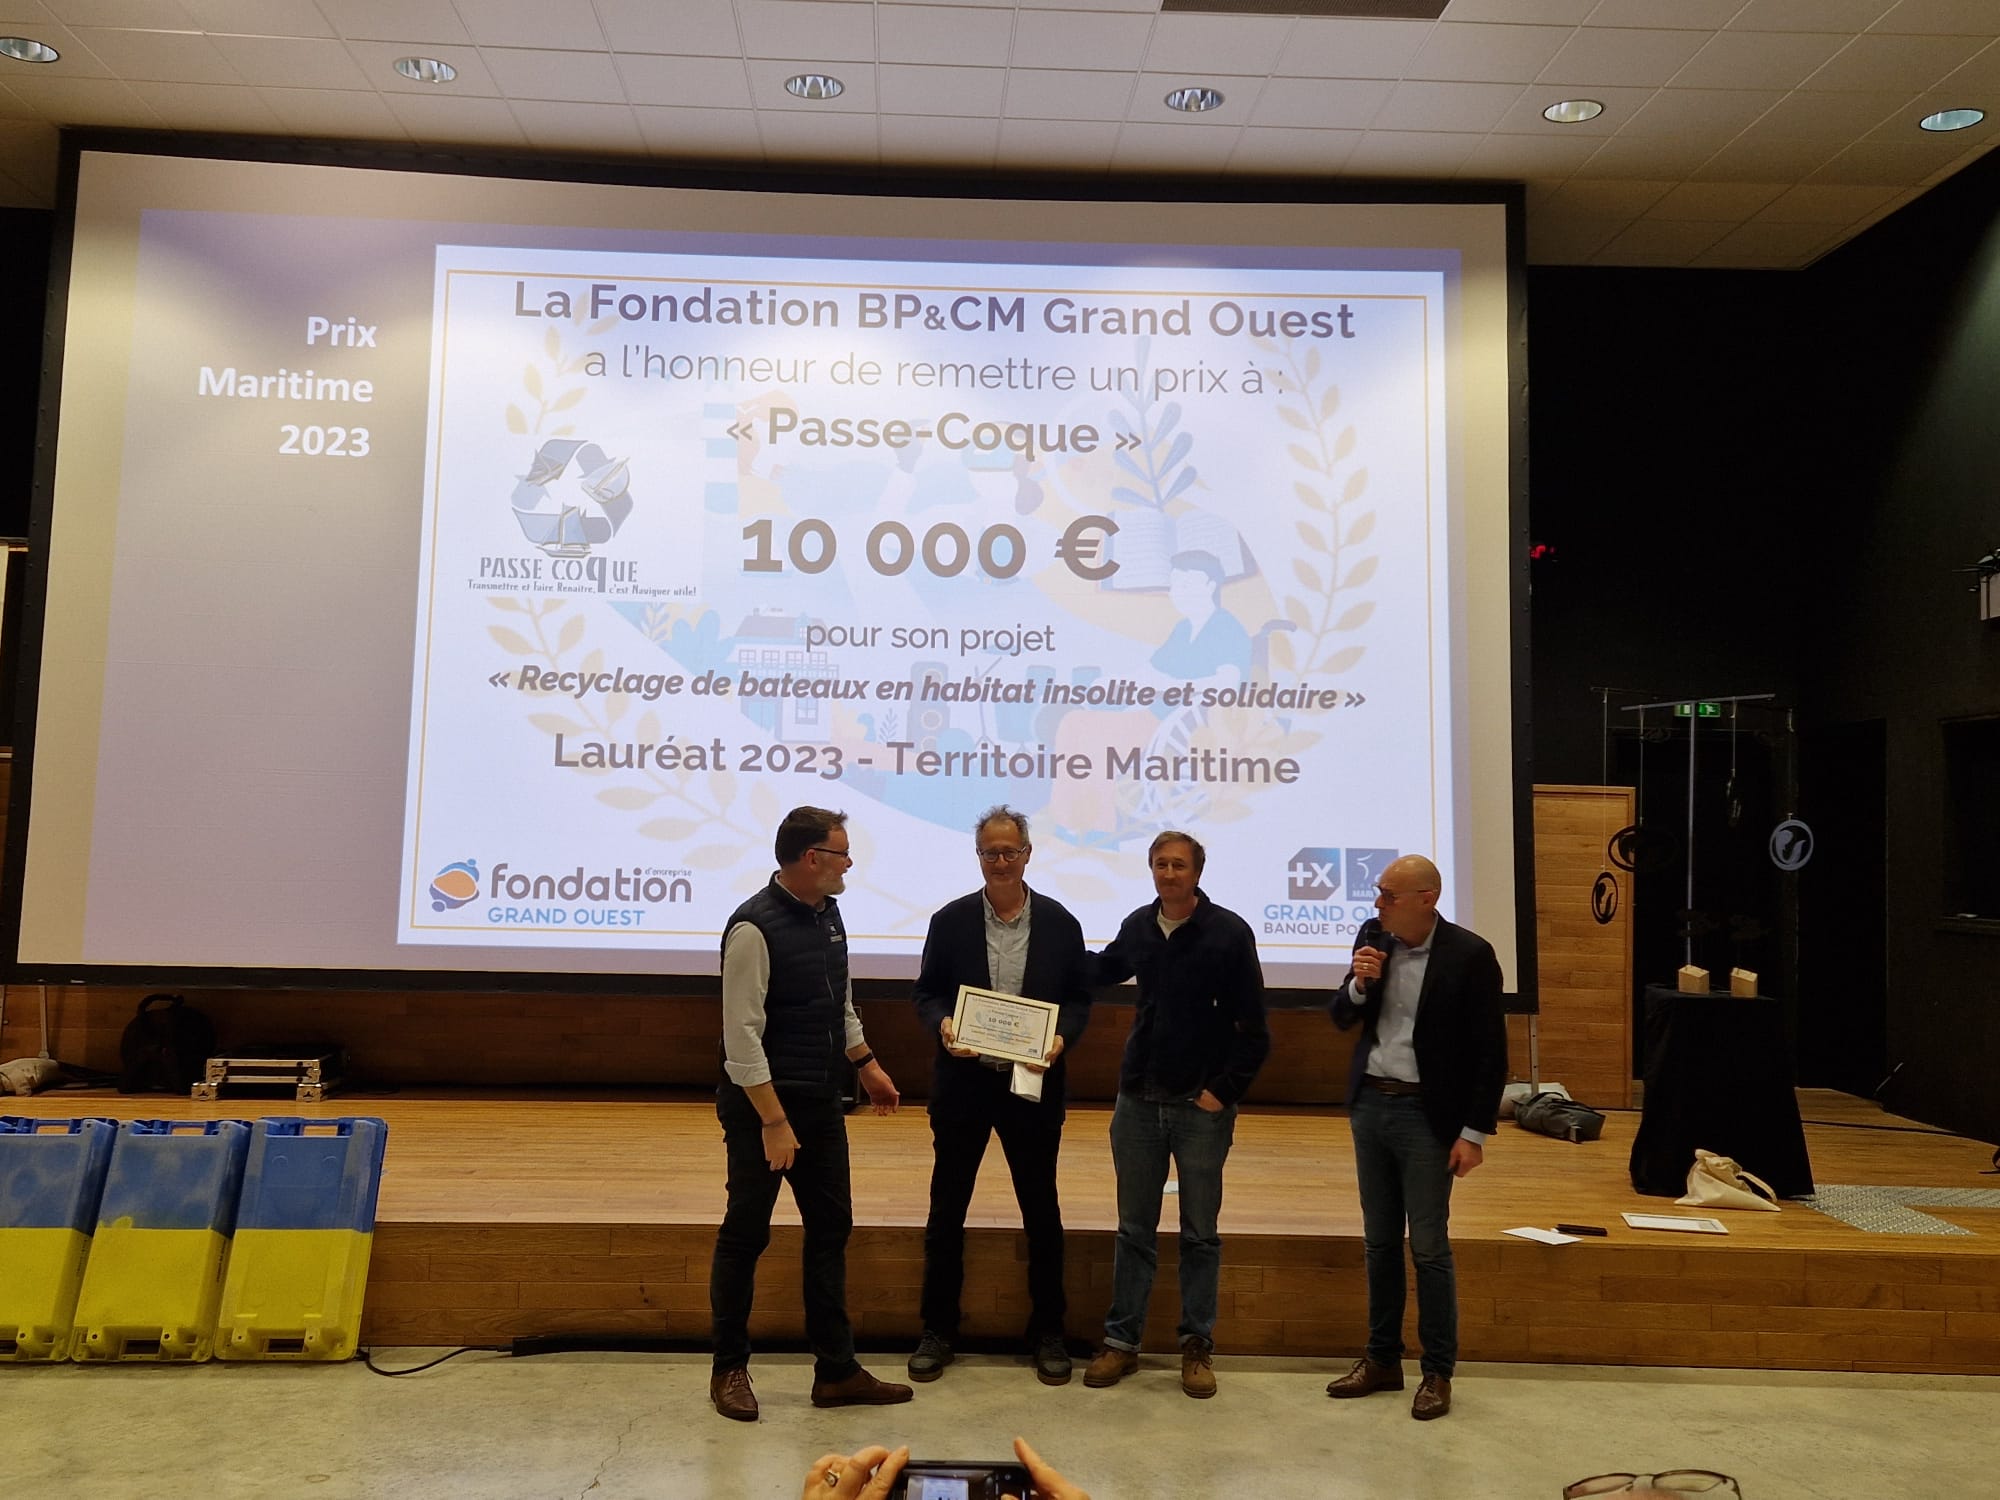 Prix
Maritime
2023
La Fondation BP&CM Grand Ouest
a l'honneur de remettre un prix à :
« Passe-Coque »
10 000 €
PASSE COQUE
Transmettre et Faire Renaitre, c'est Naviguer utile!
pour son projet
« Recyclage de bateaux en habitat insolite et solidaire »
Lauréat 2023 - Territoire Maritime
fondation
d'entreprise
GRAND OUEST
+X
GRAND
BANQUE
10 000 €